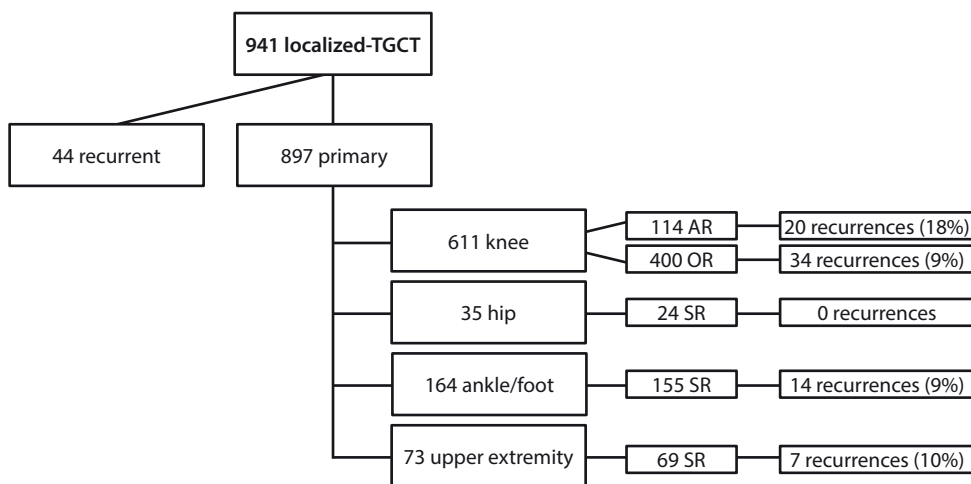 941 localized-TGCT
44 recurrent
897 primary
611 knee
114 AR
20 recurrences (18%)
400 OR
34 recurrences (9%)
35 hip
24 SR
0 recurrences
164 ankle/foot
155 SR
14 recurrences (9%)
73 upper extremity
69 SR
7 recurrences (10%)